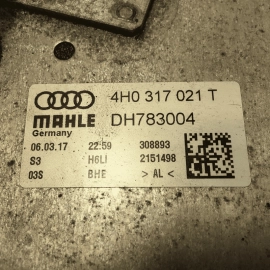 4H0 317 021 T
MAHLE DH783004
Germany
06.03.17 22:59 308893
S3 H6LI 2151498
03S BHE > AL <